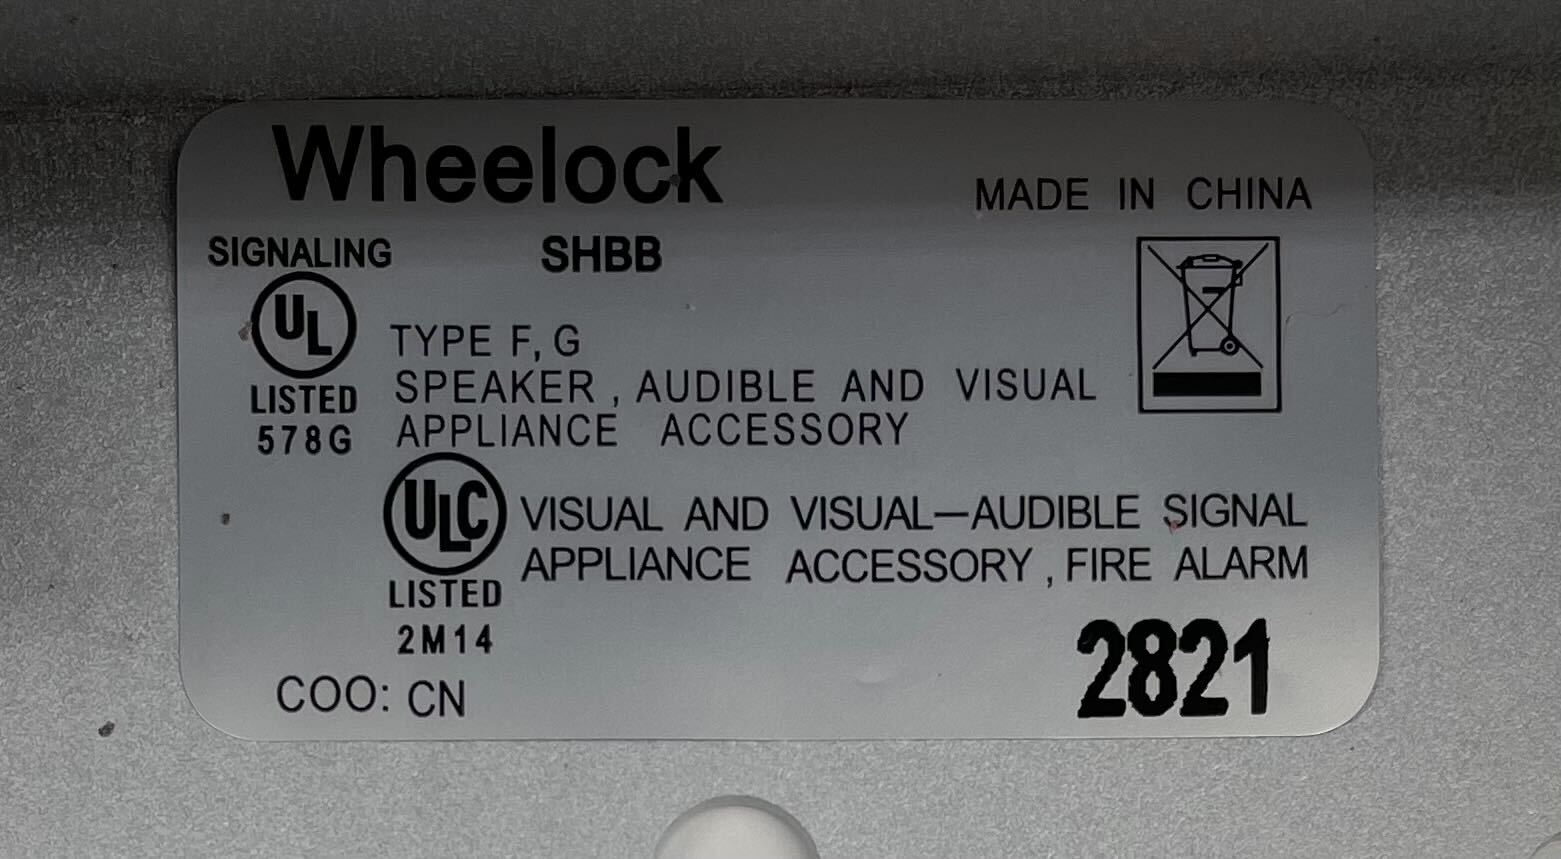 Wheelock
MADE IN CHINA
SIGNALING
SHBB
UL
LISTED
578G
TYPE F, G
SPEAKER , AUDIBLE AND VISUAL
APPLIANCE ACCESSORY
ULC
LISTED
2M14
VISUAL AND VISUAL—AUDIBLE SIGNAL
APPLIANCE ACCESSORY , FIRE ALARM
COO: CN
2821